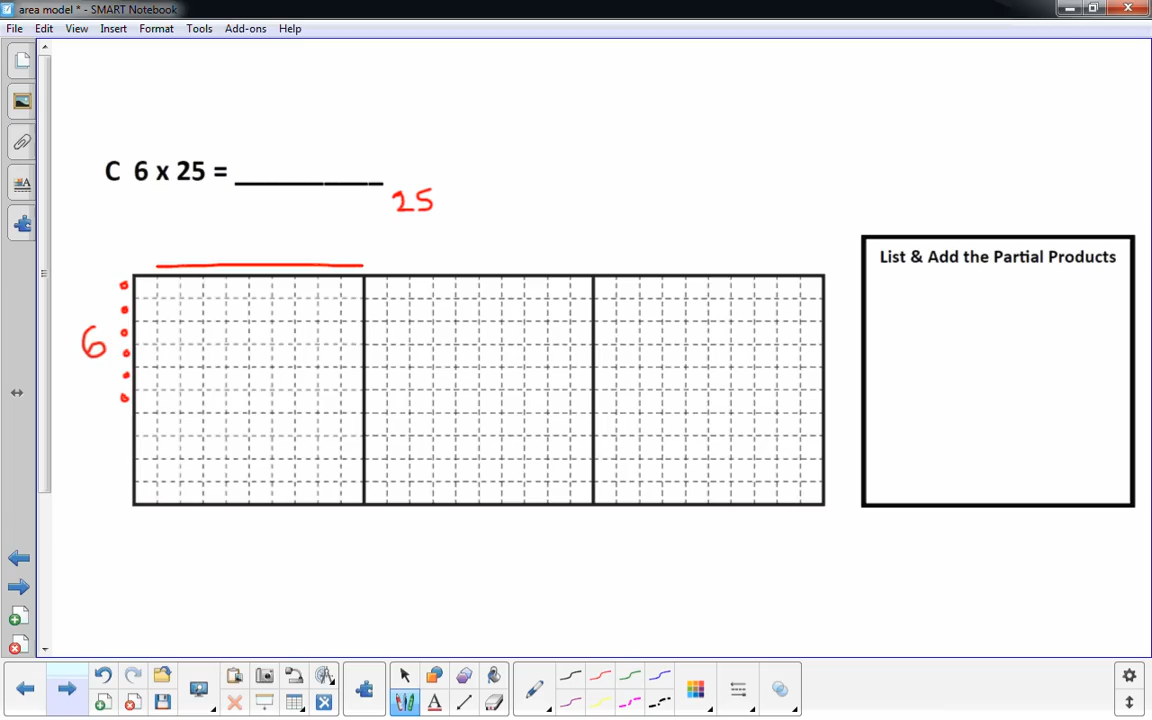 area model * - SMART Notebook
File Edit View Insert Format Tools Add-ons Help
C 6 x 25 = __________
25
6
List & Add the Partial Products